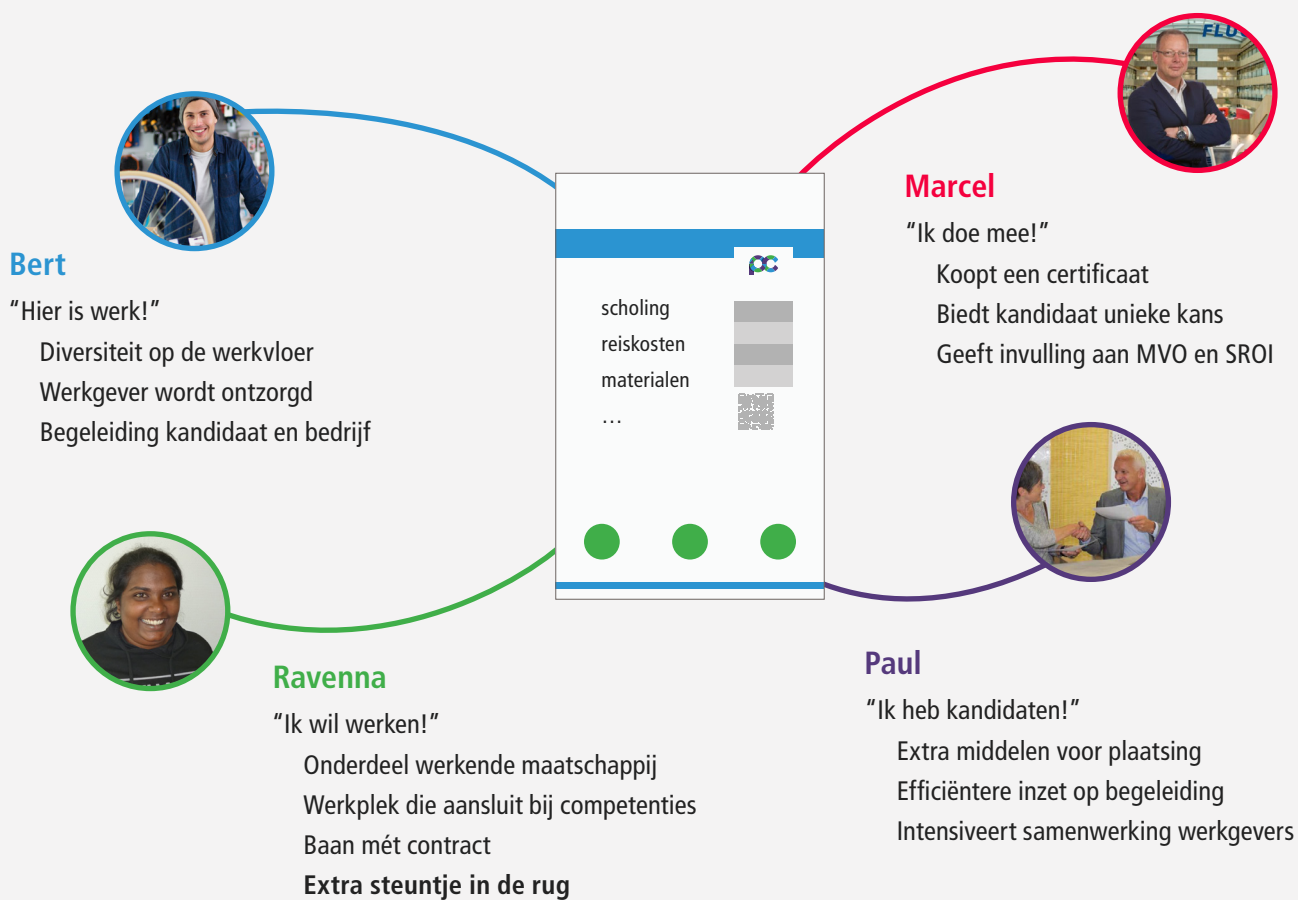 FLU
Bert
"Hier is werk!"
Diversiteit op de werkvloer
Werkgever wordt ontzorgd
Begeleiding kandidaat en bedrijf
pc
scholing
reiskosten
materialen
…
Marcel
"Ik doe mee!"
Koopt een certificaat
Biedt kandidaat unieke kans
Geeft invulling aan MVO en SROI
Ravenna
"Ik wil werken!"
Onderdeel werkende maatschappij
Werkplek die aansluit bij competenties
Baan mét contract
Extra steuntje in de rug
Paul
"Ik heb kandidaten!"
Extra middelen voor plaatsing
Efficiëntere inzet op begeleiding
Intensiveert samenwerking werkgevers